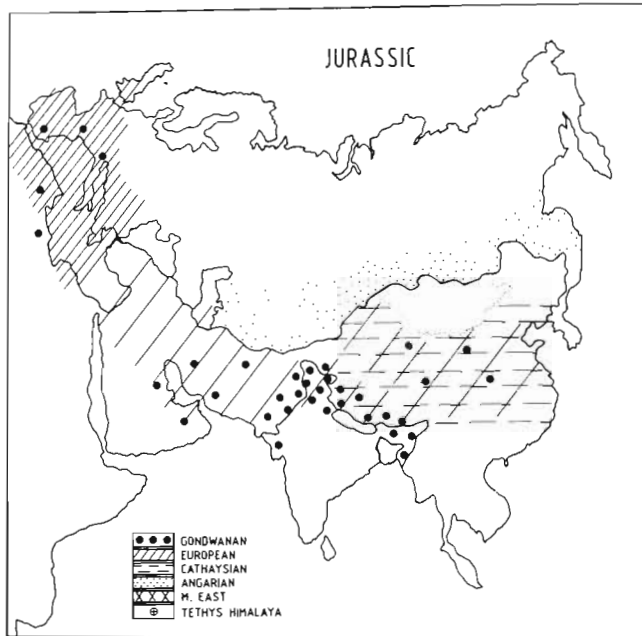 JURASSIC
GONDWANAN
EUROPEAN
CATHAYSIAN
ANGARIAN
M. EAST
TETHYS HIMALAYA